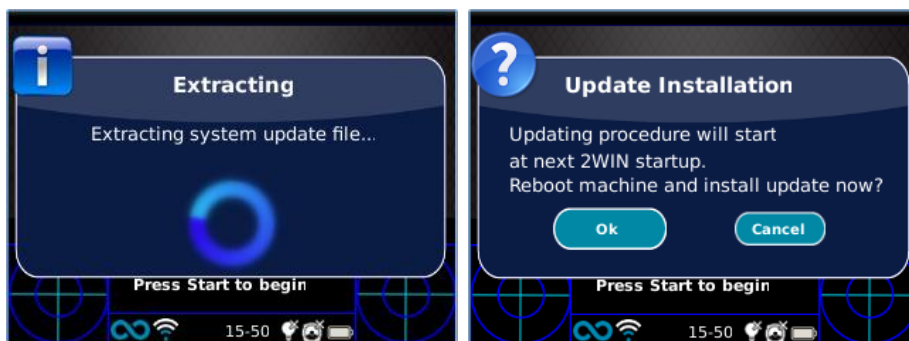 Extracting
Extracting system update file...
Press Start to begin
15-50
Update Installation
Updating procedure will start
at next 2WIN startup.
Reboot machine and install update now?
Ok
Cancel
Press Start to begin
15-50